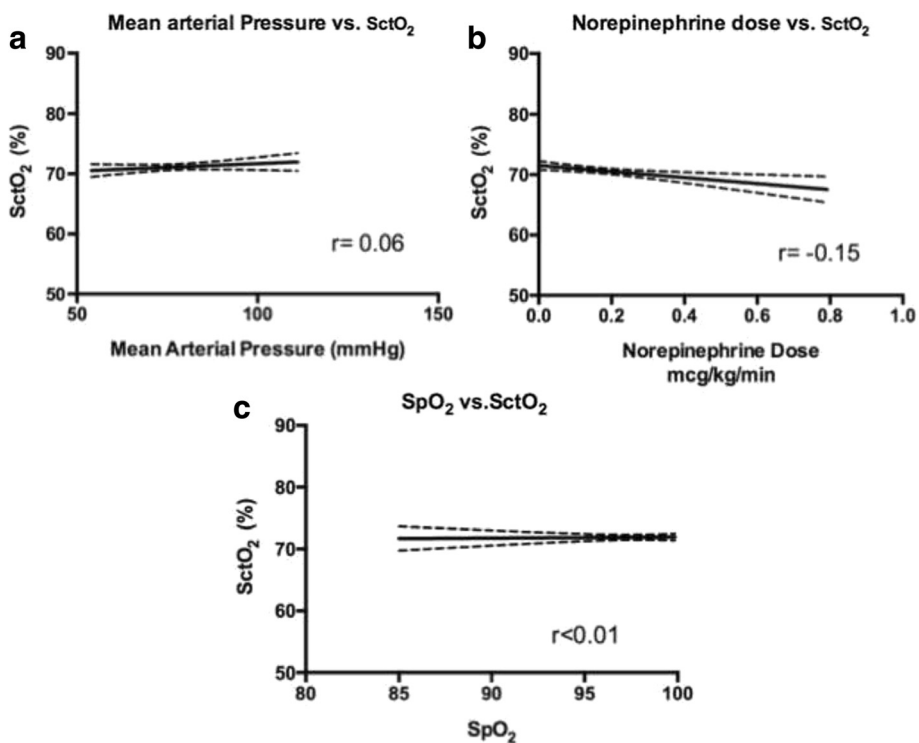 a
Mean arterial Pressure vs. SctO₂
90
80
70
60
50
SctO₂ (%)
r= 0.06
50
100
150
Mean Arterial Pressure (mmHg)
b
Norepinephrine dose vs. SctO₂
90
80
70
60
50
SctO₂ (%)
r= -0.15
0.0
0.2
0.4
0.6
0.8
1.0
Norepinephrine Dose
mcg/kg/min
c
SpO₂ vs.SctO₂
90
80
70
60
50
SctO₂ (%)
r<0.01
80
85
90
95
100
SpO₂